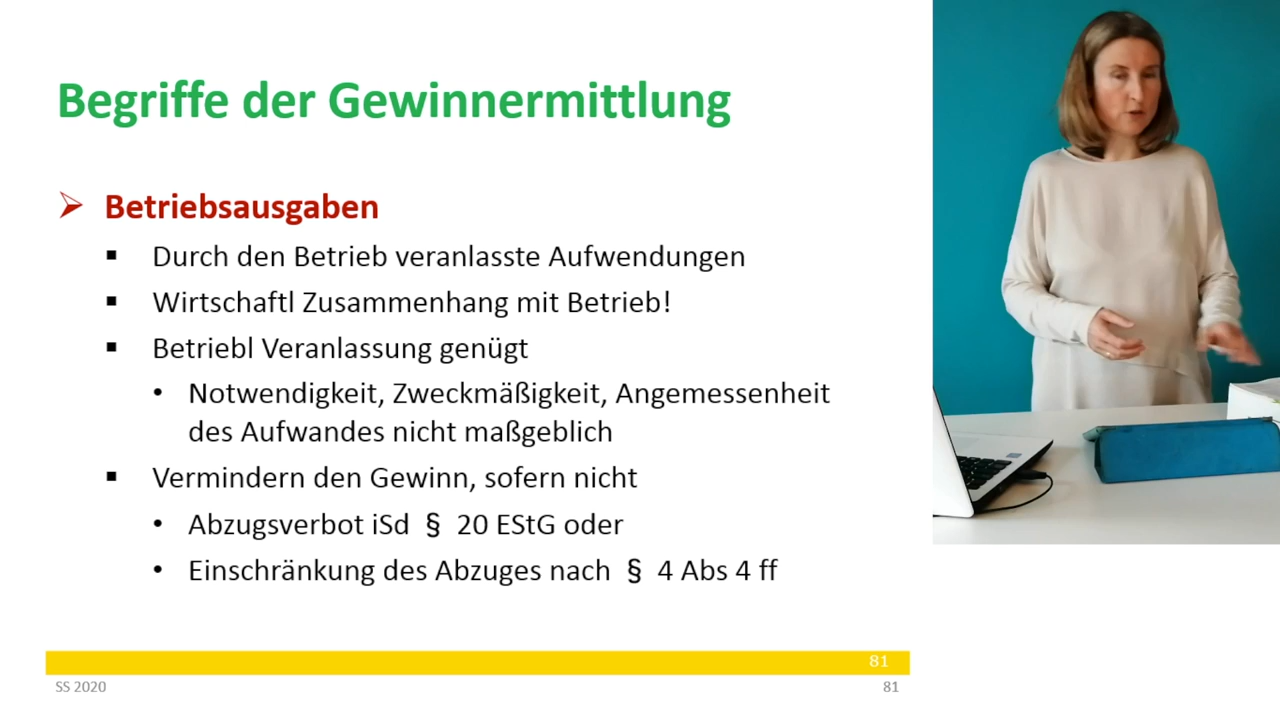 Begriffe der Gewinnermittlung
Betriebsausgaben
Durch den Betrieb veranlasste Aufwendungen
Wirtschaftl Zusammenhang mit Betrieb!
Betriebl Veranlassung genügt
Notwendigkeit, Zweckmäßigkeit, Angemessenheit
des Aufwandes nicht maßgeblich
Vermindern den Gewinn, sofern nicht
Abzugsverbot iSd § 20 EStG oder
Einschränkung des Abzuges nach § 4 Abs 4 ff
81
SS 2020
81